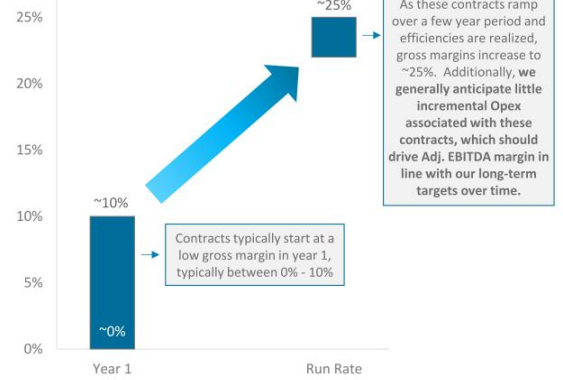 ~25%
25%
As these contracts ramp
over a few year period and
efficiencies are realized,
gross margins increase to
~25%. Additionally, we
generally anticipate little
incremental Opex
associated with these
contracts, which should
drive Adj. EBITDA margin in
line with our long-term
targets over time.
20%
15%
~10%
10%
Contracts typically start at a
low gross margin in year 1,
typically between 0% - 10%
5%
~0%
0%
Year 1
Run Rate